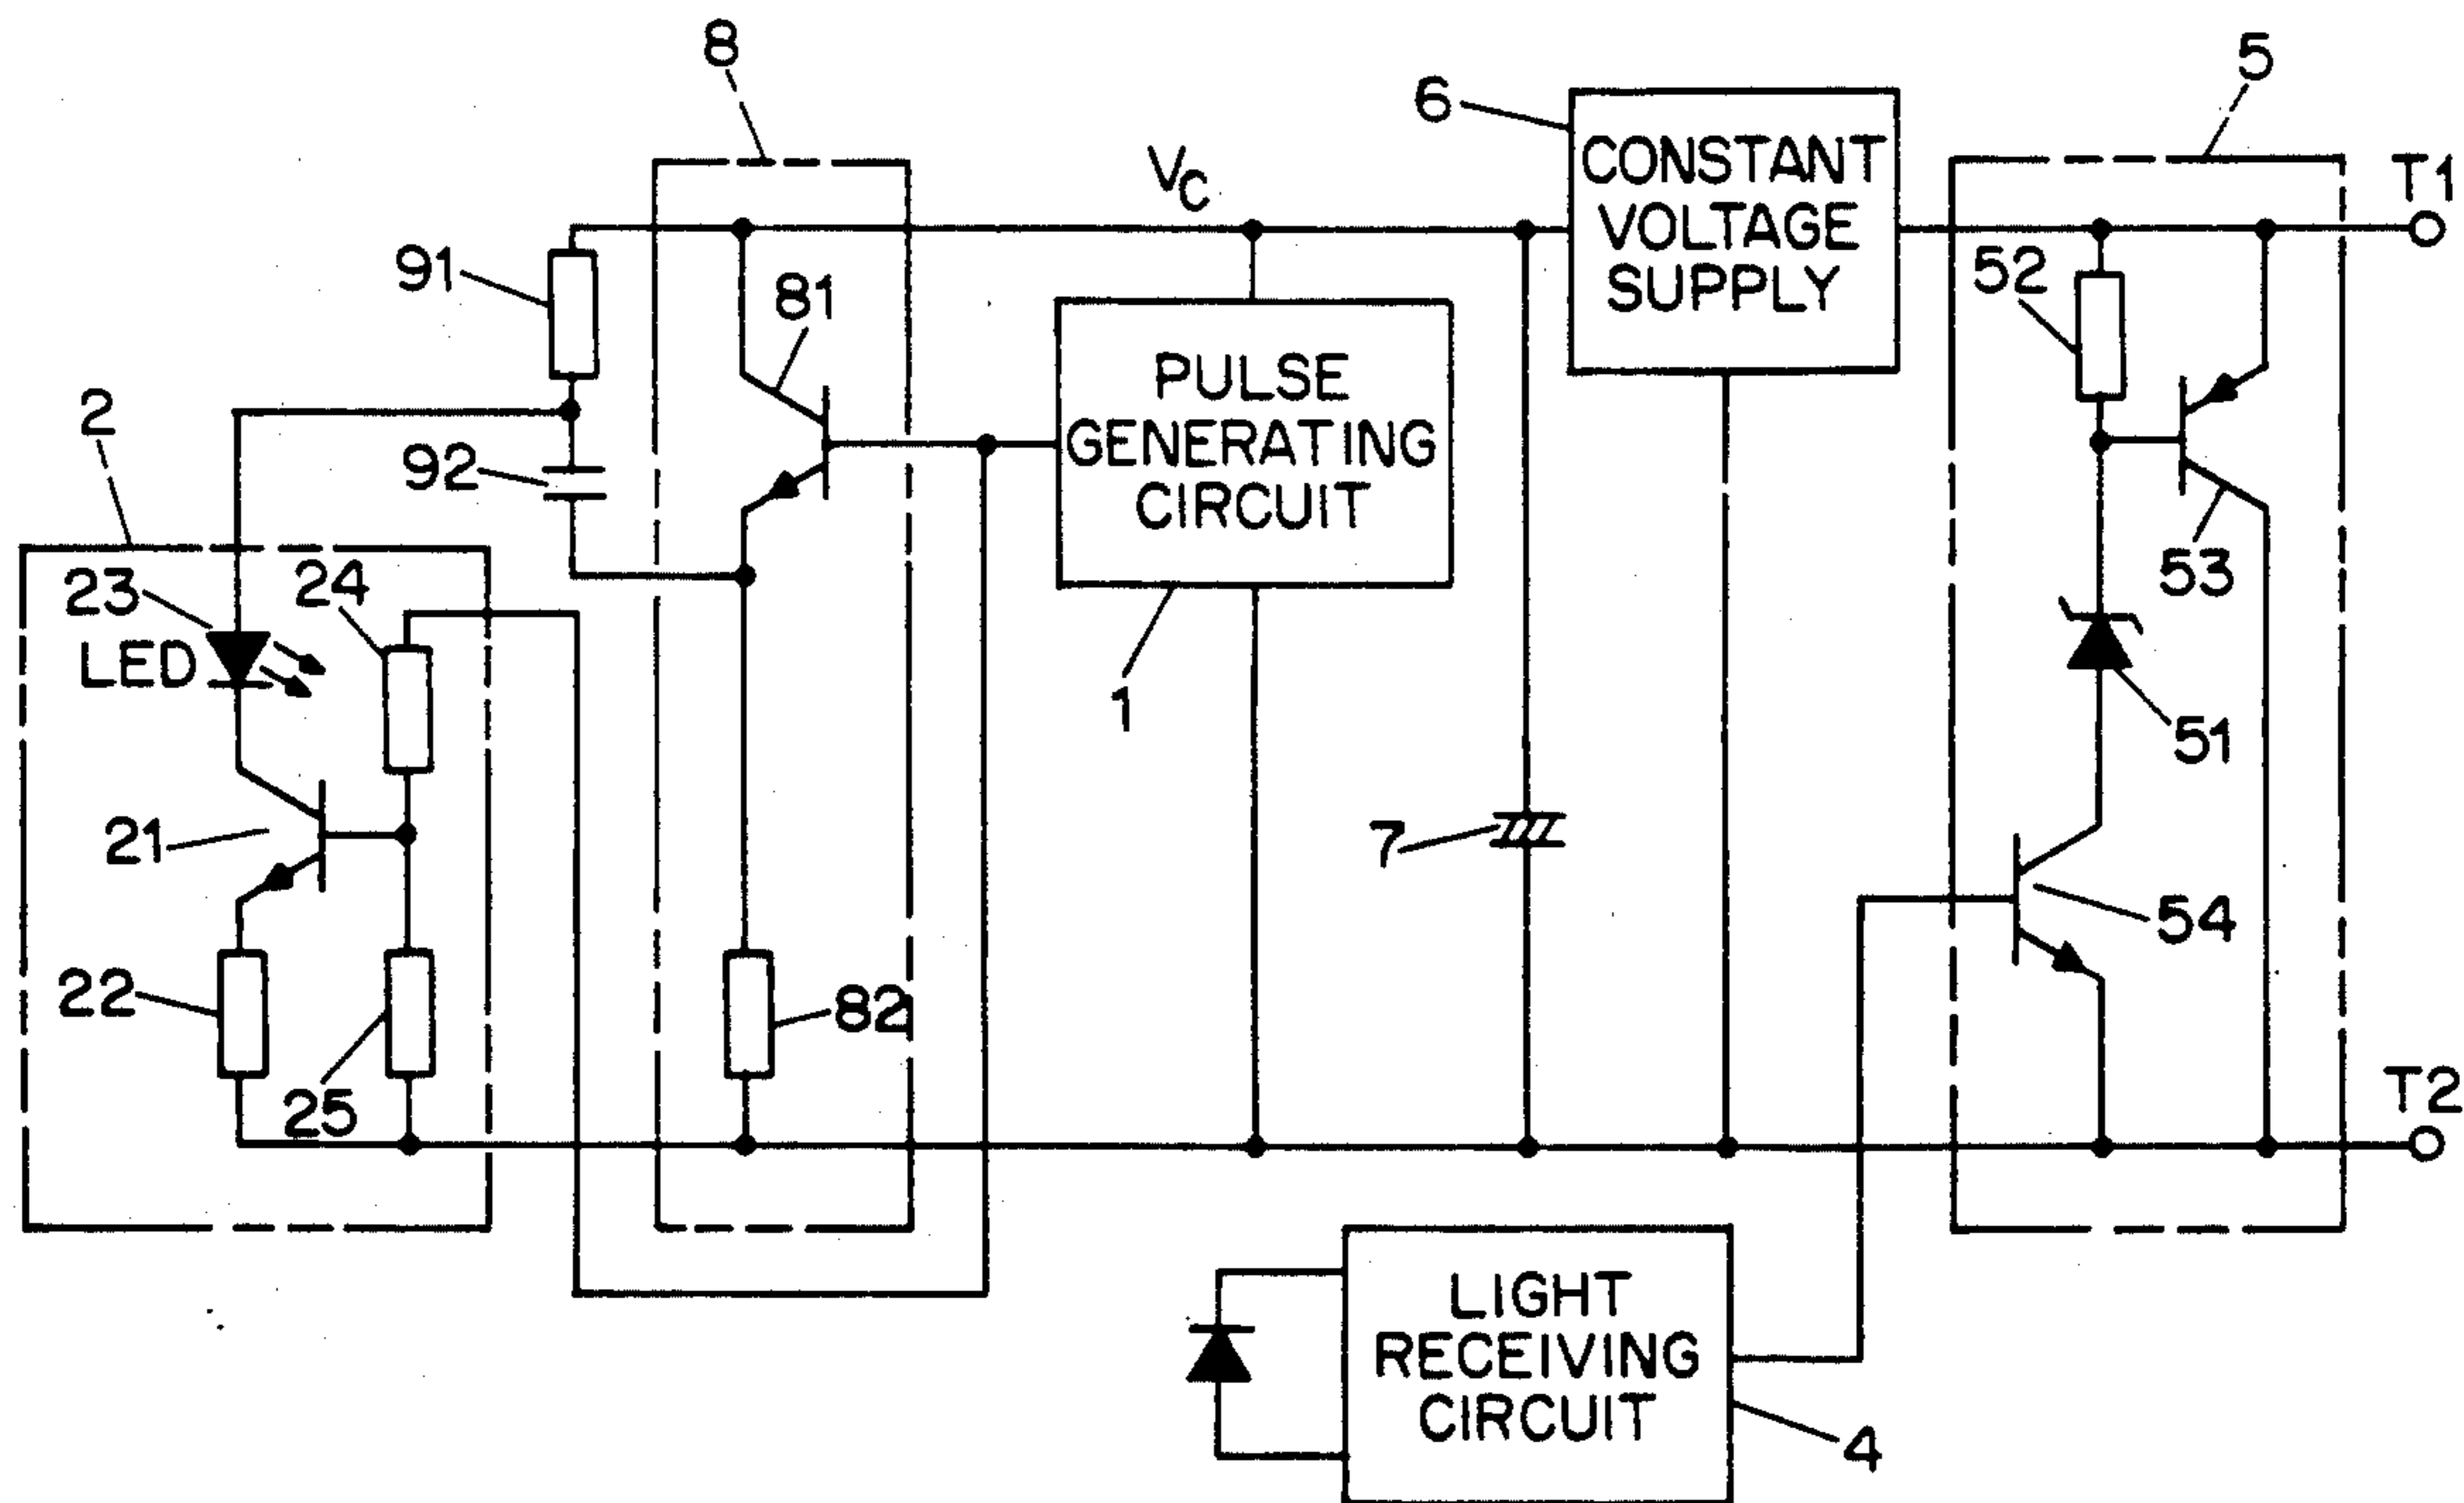 8
5
6
CONSTANT
VOLTAGE
SUPPLY
T1
VC
91
81
52
2
PULSE
GENERATING
CIRCUIT
92
53
23
24
LED
1
51
21
7
54
22
82
25
T2
LIGHT
RECEIVING
CIRCUIT
4